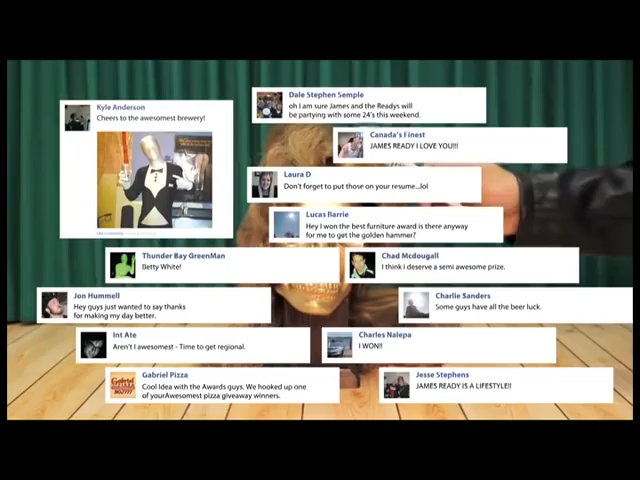 Kyle Anderson
Cheers to the awesomest brewery!
Dale Stephen Semple
oh I am sure James and the Readys will
be partying with some 24's this weekend.
Canada's Finest
JAMES READY I LOVE YOU!!!
Laura D
Don't forget to put those on your resume...lol
Lucas Barrie
Hey I won the best furniture award is there anyway
for me to get the golden hammer?
Thunder Bay GreenMan
Betty White!
Chad Mcdougall
I think i deserve a semi awesome prize.
Jon Hummell
Hey guys just wanted to say thanks
for making my day better.
Charlie Sanders
Some guys have all the beer luck.
Int Ate
Aren't I awesomest - Time to get regional.
Charles Nalepa
I WON!!
Gabriel Pizza
Cool Idea with the Awards guys. We hooked up one
of yourAwesomest pizza giveaway winners.
Jesse Stephens
JAMES READY IS A LIFESTYLE!!